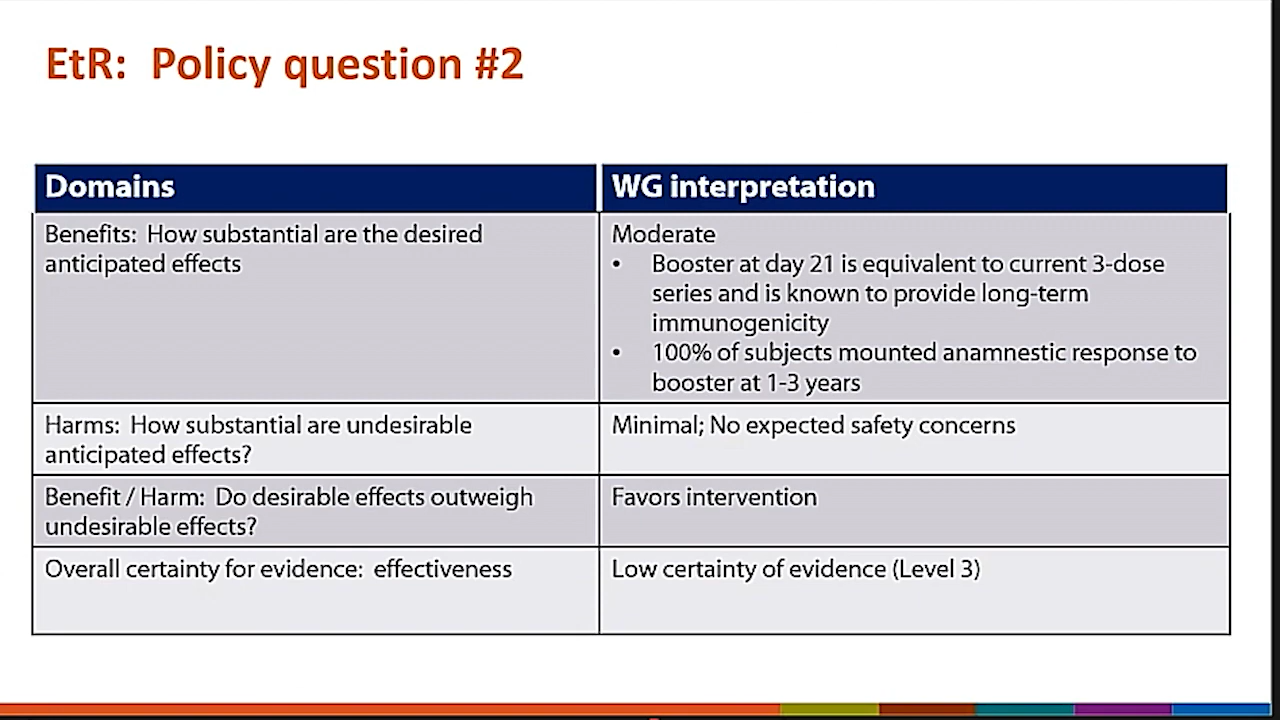 EtR: Policy question #2
Domains
WG interpretation
Benefits: How substantial are the desired
anticipated effects
Moderate
• Booster at day 21 is equivalent to current 3-dose
series and is known to provide long-term
immunogenicity
• 100% of subjects mounted anamnestic response to
booster at 1-3 years
Harms: How substantial are undesirable
anticipated effects?
Minimal; No expected safety concerns
Benefit / Harm: Do desirable effects outweigh
undesirable effects?
Favors intervention
Overall certainty for evidence: effectiveness
Low certainty of evidence (Level 3)